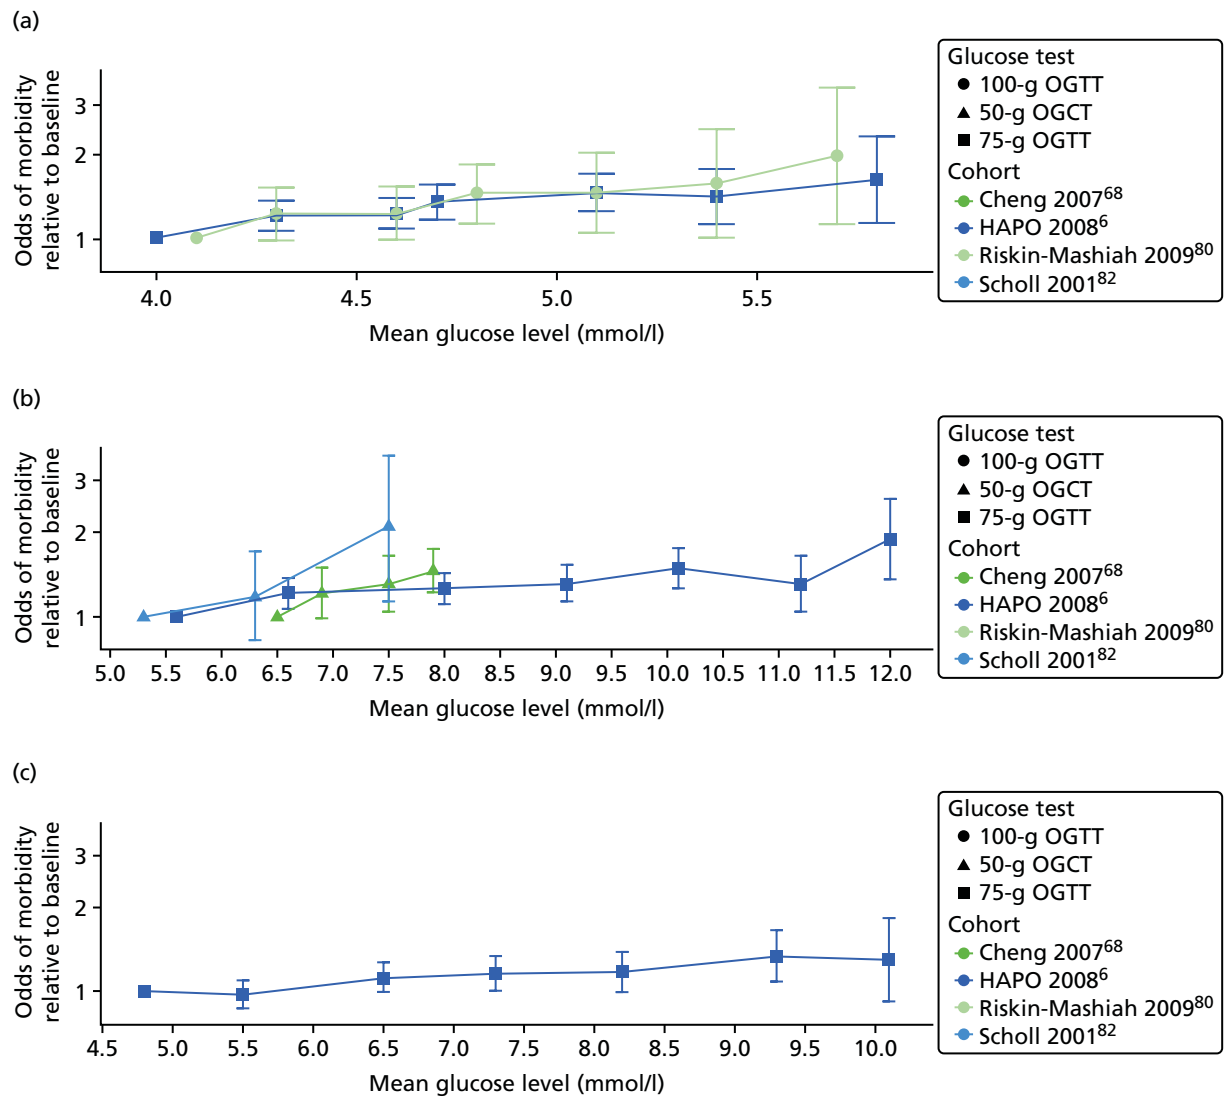 (a)
Odds of morbidity
relative to baseline
3
2
1
4.0 4.5 5.0 5.5
Mean glucose level (mmol/l)
Glucose test
100-g OGTT
50-g OGCT
75-g OGTT
Cohort
Cheng 2007⁶⁸
HAPO 2008⁶
Riskin-Mashiah 2009⁸⁰
Scholl 2001⁸²
(b)
Odds of morbidity
relative to baseline
3
2
1
5.0 5.5 6.0 6.5 7.0 7.5 8.0 8.5 9.0 9.5 10.0 10.5 11.0 11.5 12.0
Mean glucose level (mmol/l)
Glucose test
100-g OGTT
50-g OGCT
75-g OGTT
Cohort
Cheng 2007⁶⁸
HAPO 2008⁶
Riskin-Mashiah 2009⁸⁰
Scholl 2001⁸²
(c)
Odds of morbidity
relative to baseline
3
2
1
4.5 5.0 5.5 6.0 6.5 7.0 7.5 8.0 8.5 9.0 9.5 10.0
Mean glucose level (mmol/l)
Glucose test
100-g OGTT
50-g OGCT
75-g OGTT
Cohort
Cheng 2007⁶⁸
HAPO 2008⁶
Riskin-Mashiah 2009⁸⁰
Scholl 2001⁸²